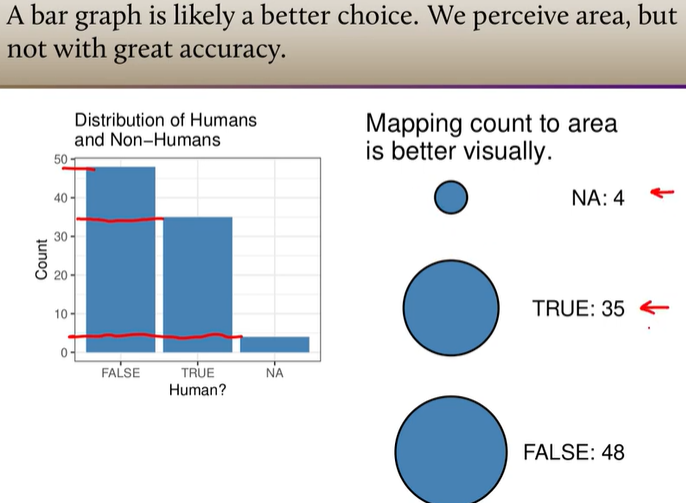 A bar graph is likely a better choice. We perceive area, but
not with great accuracy.
Distribution of Humans
and Non−Humans
50
40
30
20
10
0
Count
FALSE TRUE NA
Human?
Mapping count to area
is better visually.
NA: 4
TRUE: 35
FALSE: 48